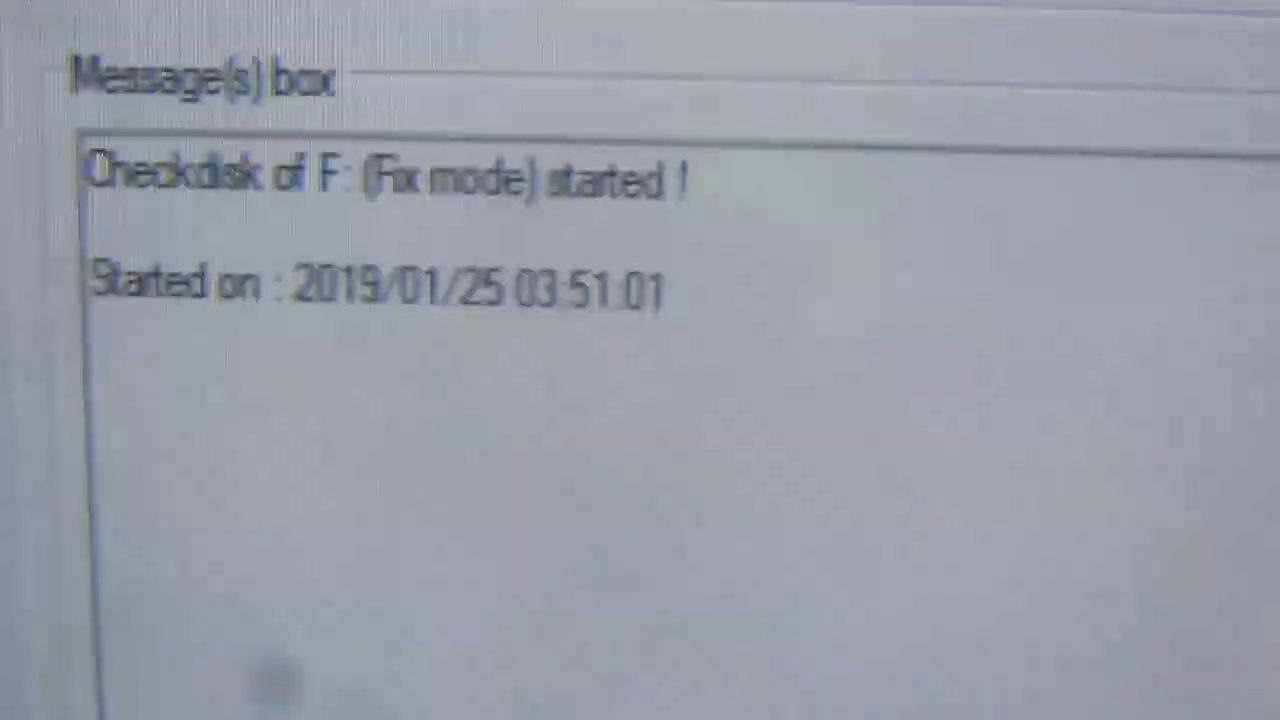 Message(s) box
Checkdisk of F: (Fix mode) started !
Started on : 2019/01/25 03:51:01